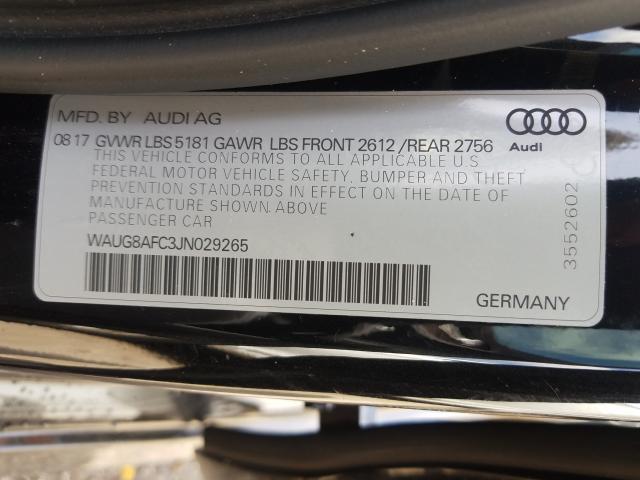 MFD. BY AUDI AG
08 17 GVWR LBS 5181 GAWR LBS FRONT 2612 /REAR 2756
THIS VEHICLE CONFORMS TO ALL APPLICABLE U.S.
FEDERAL MOTOR VEHICLE SAFETY, BUMPER AND THEFT
PREVENTION STANDARDS IN EFFECT ON THE DATE OF
MANUFACTURE SHOWN ABOVE
PASSENGER CAR
WAUG8AFC3JN029265
GERMANY
Audi
3552602 C